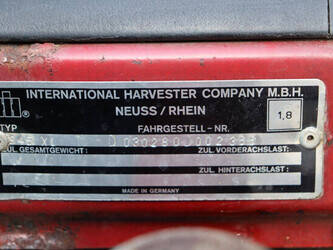 INTERNATIONAL HARVESTER COMPANY M.B.H.
NEUSS / RHEIN
1,8
TYP FAHRGESTELL-NR.
ZUL. GESAMTGEWICHT: ZUL. VORDERACHSLAST:
ZUL. HINTERACHSLAST:
MADE IN GERMANY